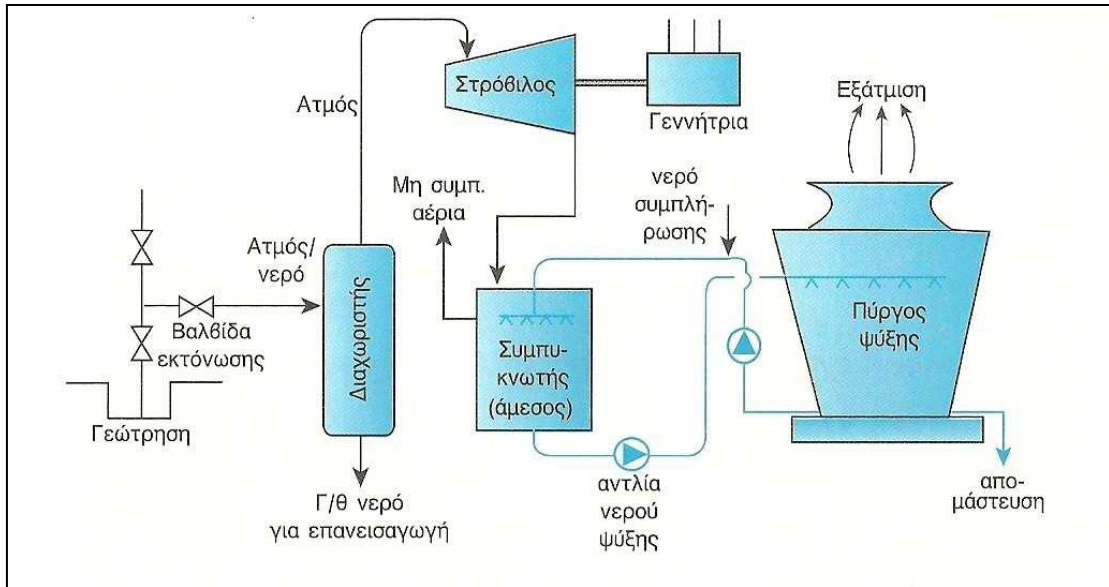 Ατμός
Στρόβιλος
Γεννήτρια
Εξάτμιση
Μη συμπ.
αέρια
νερό
συμπλή-
ρωσης
Ατμός/
νερό
Βαλβίδα
εκτόνωσης
Γεώτρηση
Διαχωριστής
Συμπυ-
κνωτής
(άμεσος)
Πύργος
ψύξης
Γ/θ νερό
για επανεισαγωγή
αντλία
νερού
ψύξης
απο-
μάστευση